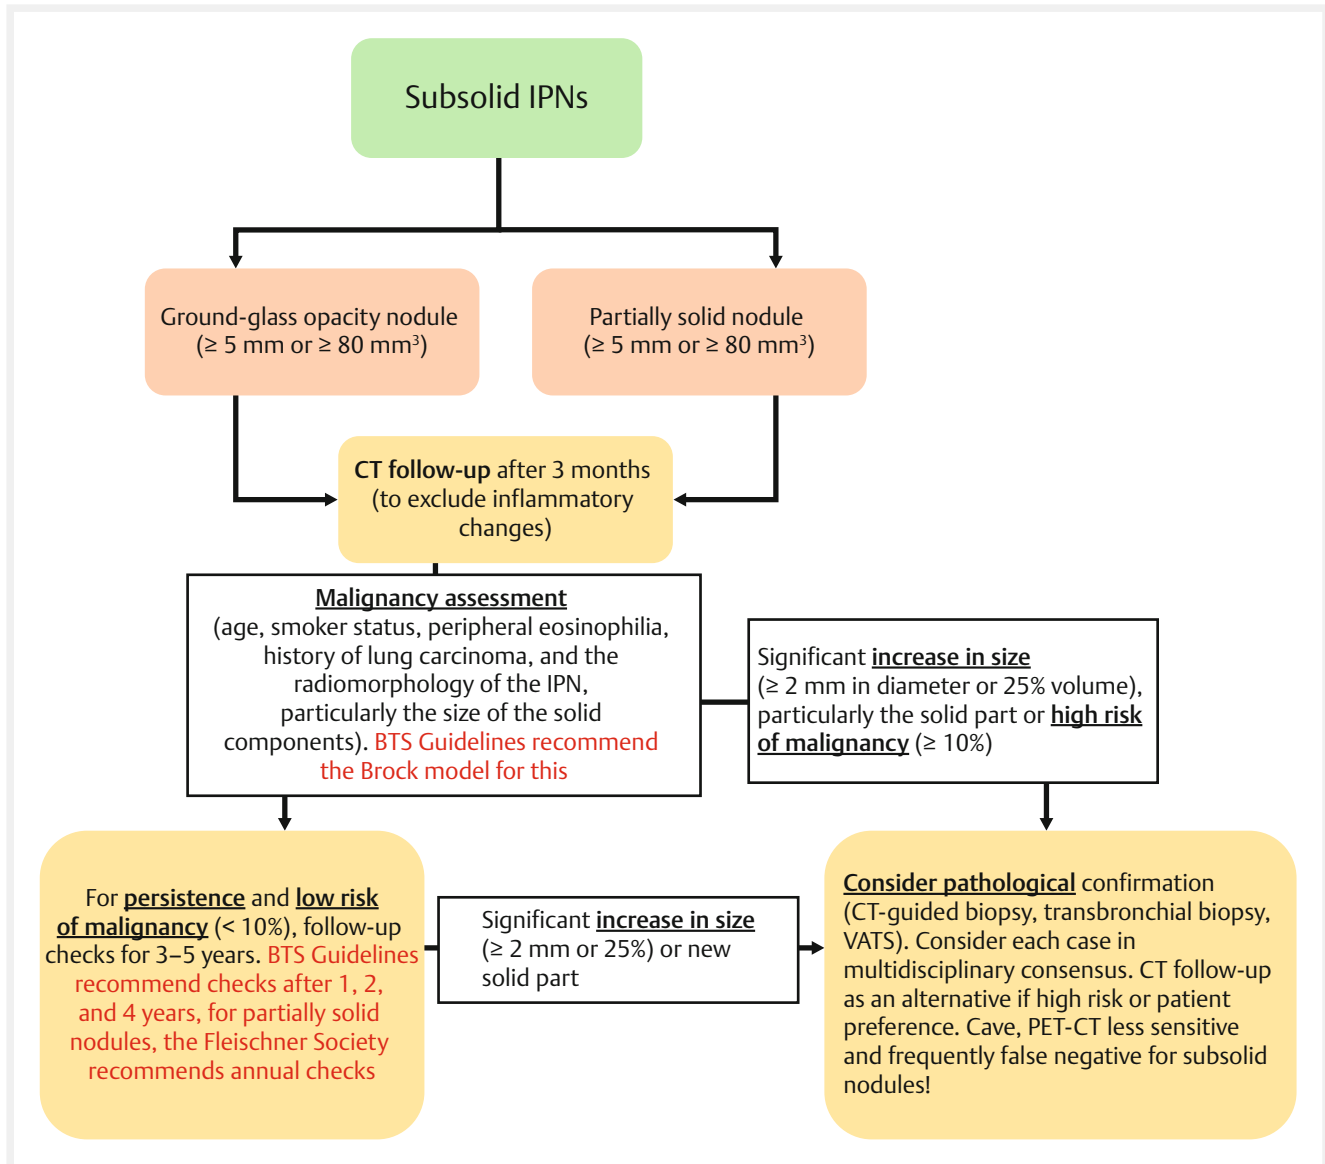 Subsolid IPNs
Ground-glass opacity nodule
(≥ 5 mm or ≥ 80 mm³)
Partially solid nodule
(≥ 5 mm or ≥ 80 mm³)
CT follow-up after 3 months
(to exclude inflammatory
changes)
Malignancy assessment
(age, smoker status, peripheral eosinophilia,
history of lung carcinoma, and the
radiomorphology of the IPN,
particularly the size of the solid
components). BTS Guidelines recommend
the Brock model for this
Significant increase in size
(≥ 2 mm in diameter or 25% volume),
particularly the solid part or high risk
of malignancy (≥ 10%)
For persistence and low risk
of malignancy (< 10%), follow-up
checks for 3–5 years. BTS Guidelines
recommend checks after 1, 2,
and 4 years, for partially solid
nodules, the Fleischner Society
recommends annual checks
Significant increase in size
(≥ 2 mm or 25%) or new
solid part
Consider pathological confirmation
(CT-guided biopsy, transbronchial biopsy,
VATS). Consider each case in
multidisciplinary consensus. CT follow-up
as an alternative if high risk or patient
preference. Cave, PET-CT less sensitive
and frequently false negative for subsolid
nodules!